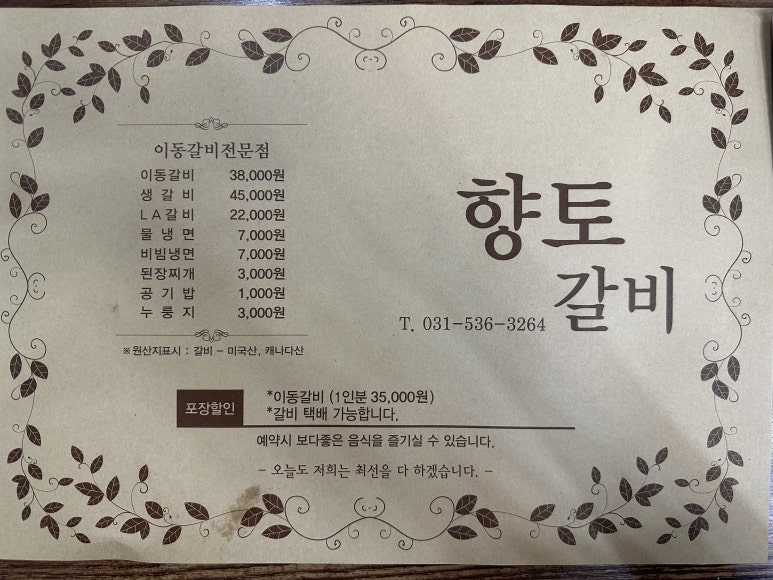 이동갈비전문점
이동갈비 38,000원
생갈비 45,000원
LA갈비 22,000원
물냉면 7,000원
비빔냉면 7,000원
된장찌개 3,000원
공기밥 1,000원
누룽지 3,000원
※원산지표시 : 갈비 - 미국산, 캐나다산
향토
갈비
T. 031-536-3264
포장할인
*이동갈비 (1인분 35,000원)
*갈비 택배 가능합니다.
예약시 보다좋은 음식을 즐기실 수 있습니다.
- 오늘도 저희는 최선을 다 하겠습니다. -